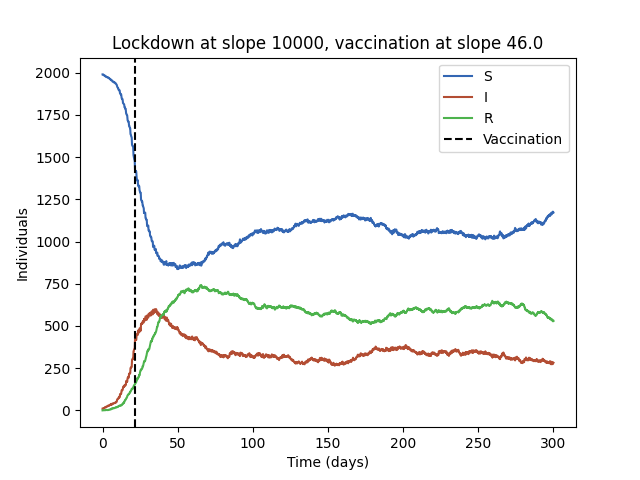 Lockdown at slope 10000, vaccination at slope 46.0
2000
1750
1500
1250
1000
750
500
250
0
Individuals
0 50 100 150 200 250 300
Time (days)
S
I
R
Vaccination